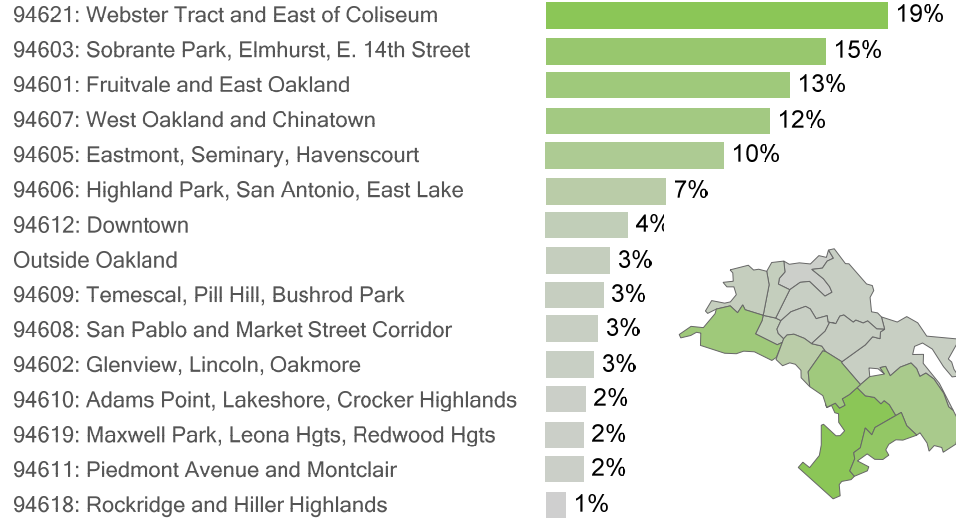 94621: Webster Tract and East of Coliseum 19%
94603: Sobrante Park, Elmhurst, E. 14th Street 15%
94601: Fruitvale and East Oakland 13%
94607: West Oakland and Chinatown 12%
94605: Eastmont, Seminary, Havenscourt 10%
94606: Highland Park, San Antonio, East Lake 7%
94612: Downtown 4%
Outside Oakland 3%
94609: Temescal, Pill Hill, Bushrod Park 3%
94608: San Pablo and Market Street Corridor 3%
94602: Glenview, Lincoln, Oakmore 3%
94610: Adams Point, Lakeshore, Crocker Highlands 2%
94619: Maxwell Park, Leona Hgts, Redwood Hgts 2%
94611: Piedmont Avenue and Montclair 2%
94618: Rockridge and Hiller Highlands 1%